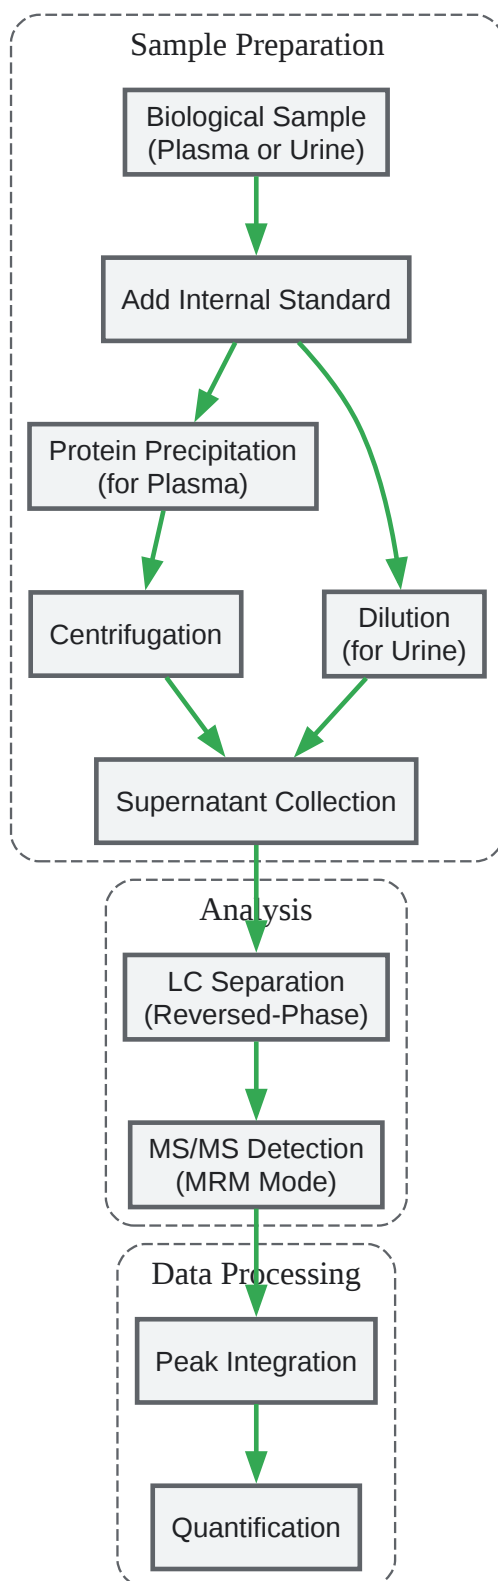 Sample Preparation
Biological Sample
(Plasma or Urine)
Add Internal Standard
Protein Precipitation
(for Plasma)
Centrifugation
Dilution
(for Urine)
Supernatant Collection
Analysis
LC Separation
(Reversed-Phase)
MS/MS Detection
(MRM Mode)
Data Processing
Peak Integration
Quantification